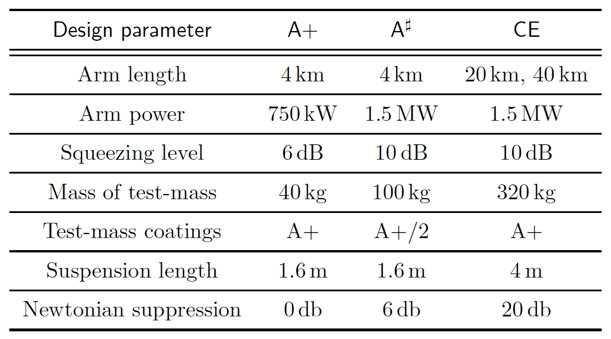 Design parameter A+ A♯ CE
Arm length 4 km 4 km 20 km, 40 km
Arm power 750 kW 1.5 MW 1.5 MW
Squeezing level 6 dB 10 dB 10 dB
Mass of test-mass 40 kg 100 kg 320 kg
Test-mass coatings A+ A+/2 A+
Suspension length 1.6 m 1.6 m 4 m
Newtonian suppression 0 db 6 db 20 db